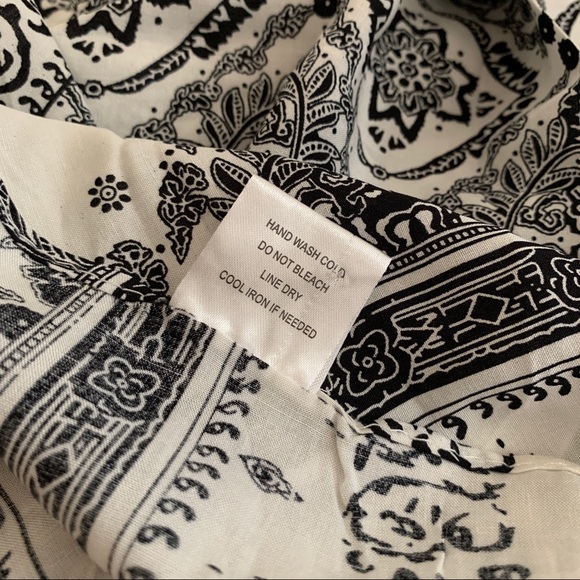 HAND WASH COLD
DO NOT BLEACH
LINE DRY
COOL IRON IF NEEDED